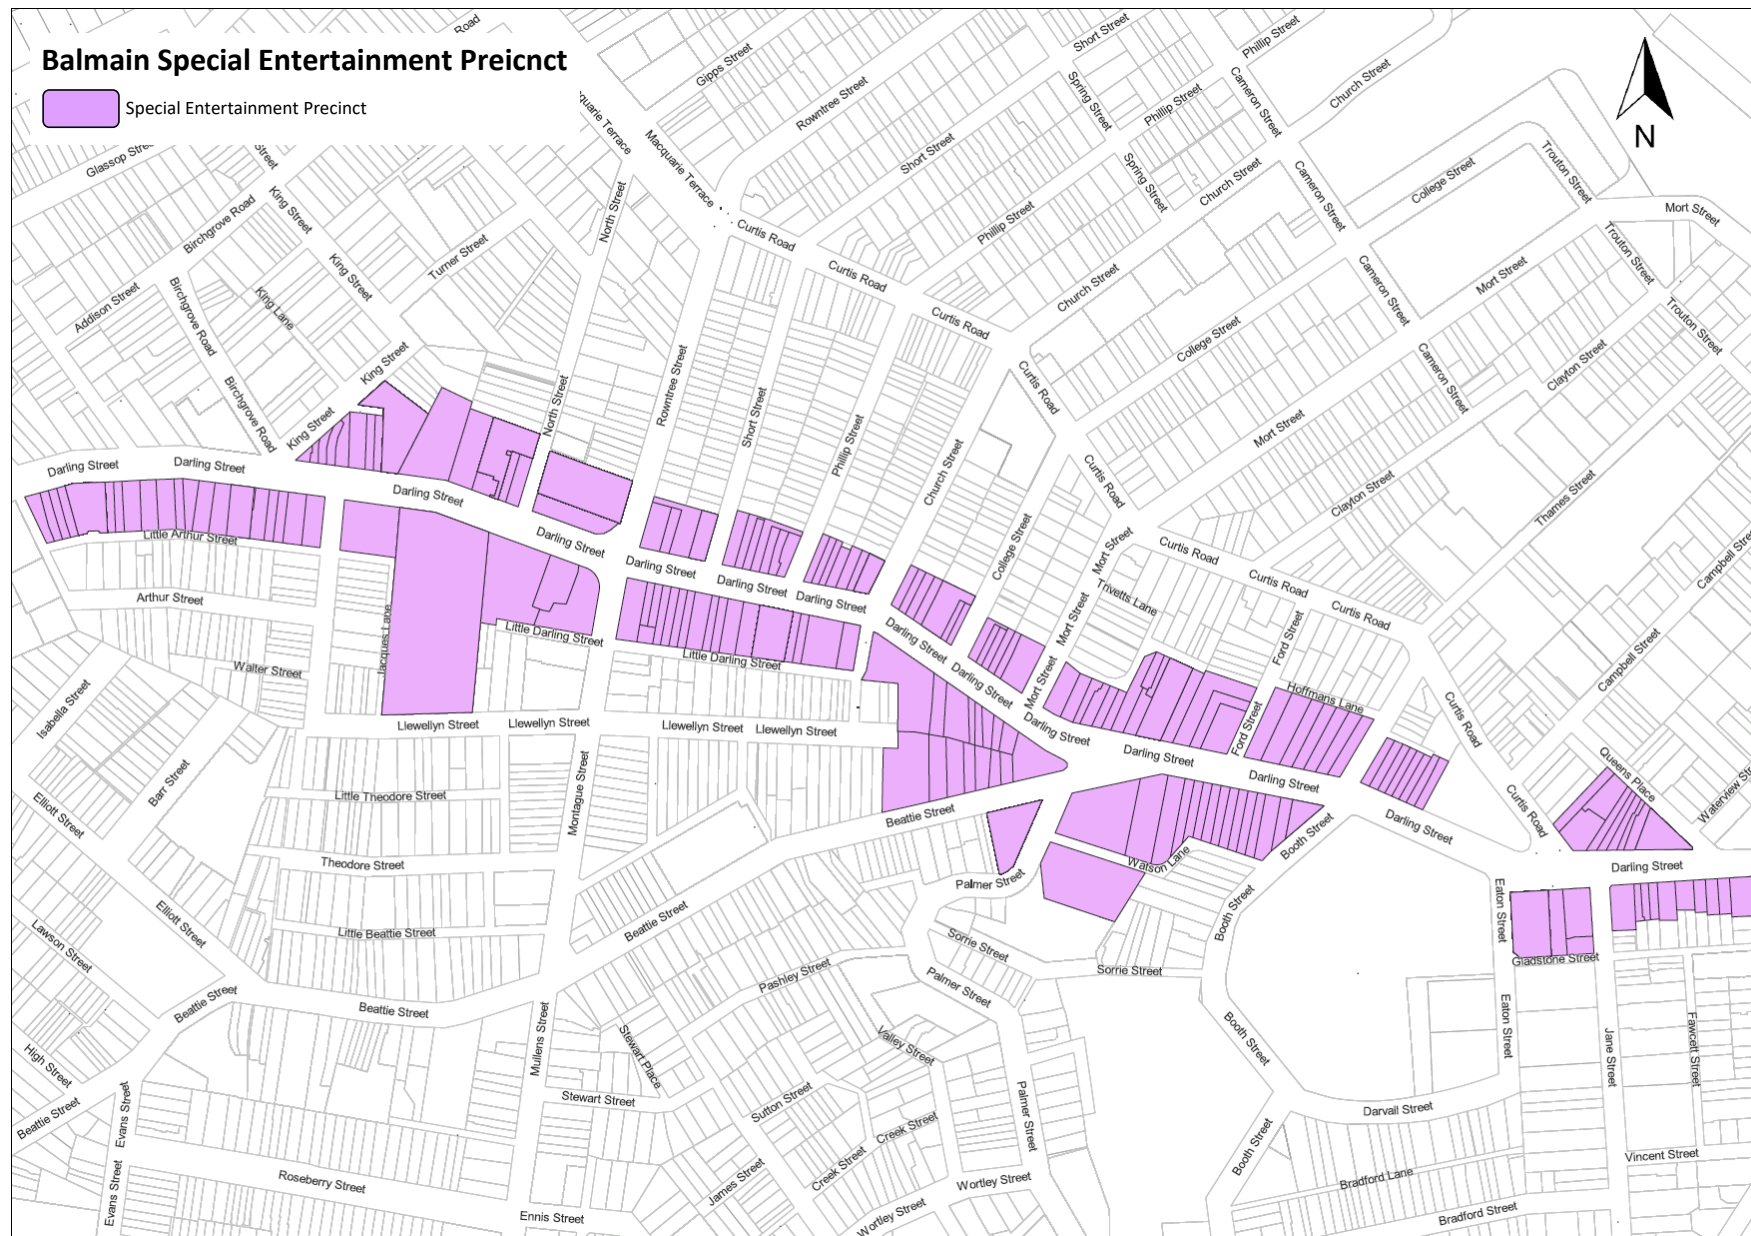 Balmain Special Entertainment Preicnct
Special Entertainment Precinct
N
Road
Gipps Street
Short Street
Phillip Street
Rowntree Street
Spring Street
Cameron Street
Church Street
Phillip Street
quarie Terrace
Macquarie Terrace
Short Street
Glassop Stre
Street
King Street
Birchgrove Road
North Street
Spring Street
Church Street
Cameron Street
College Street
Trouton Street
Mort Street
Curtis Road
Phillip Street
Turner Street
King Street
Curtis Road
Church Street
Cameron Street
Mort Street
Trouton Street
Addison Street
Birchgrove Road
King Lane
Curtis Road
College Street
Trouton Street
King Street
Birchgrove Road
North Street
Rowntree Street
Short Street
Curtis Road
Cameron Street
Clayton Street
King Street
Phillip Street
Church Street
Mort Street
Darling Street
Darling Street
Darling Street
Curtis Road
Clayton Street
Thames Street
Little Arthur Street
Darling Street
College Street
Mort Street
Curtis Road
Campbell Stre
Darling Street
Darling Street
Darling Street
Trivetts Lane
Curtis Road
Curtis Road
Arthur Street
Jacques Lane
Little Darling Street
Little Darling Street
Darling Street
Mort Street
Ford Street
Campbell Street
Walter Street
Darling Street
Mort Street
Hoffmans Lane
Isabella Street
Llewellyn Street
Llewellyn Street
Llewellyn Street
Llewellyn Street
Darling Street
Ford Street
Curtis Road
Barr Street
Montague Street
Darling Street
Darling Street
Queens Place
Waterview Str
Little Theodore Street
Elliott Street
Beattie Street
Darling Street
Curtis Road
Booth Street
Theodore Street
Watson Lane
Palmer Street
Darling Street
Elliott Street
Little Beattie Street
Beattie Street
Booth Street
Eaton Street
Lawson Street
Sorrie Street
Sorrie Street
Gladstone Street
Pashley Street
Palmer Street
Beattie Street
Beattie Street
Mullens Street
Stewart Place
Valley Street
Booth Street
Eaton Street
Jane Street
Fawcett Street
High Street
Stewart Street
Sutton Street
Creek Street
Palmer Street
Darvall Street
Beattie Street
Evans Street
Booth Street
Creek Street
James Street
Vincent Street
Roseberry Street
Wortley Street
Bradford Lane
Evans Street
Ennis Street
Wortley Street
Bradford Street